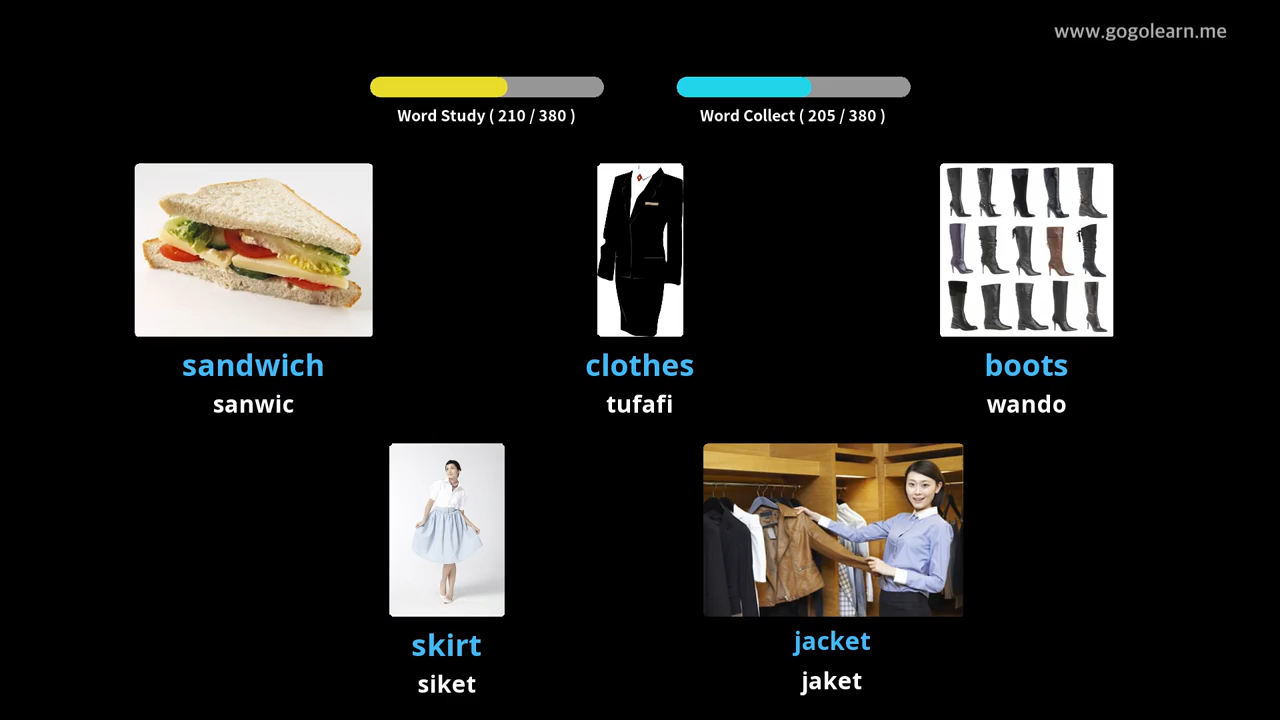 www.gogolearn.me
Word Study ( 210 / 380 )
Word Collect ( 205 / 380 )
sandwich
sanwic
clothes
tufafi
boots
wando
skirt
siket
jacket
jaket